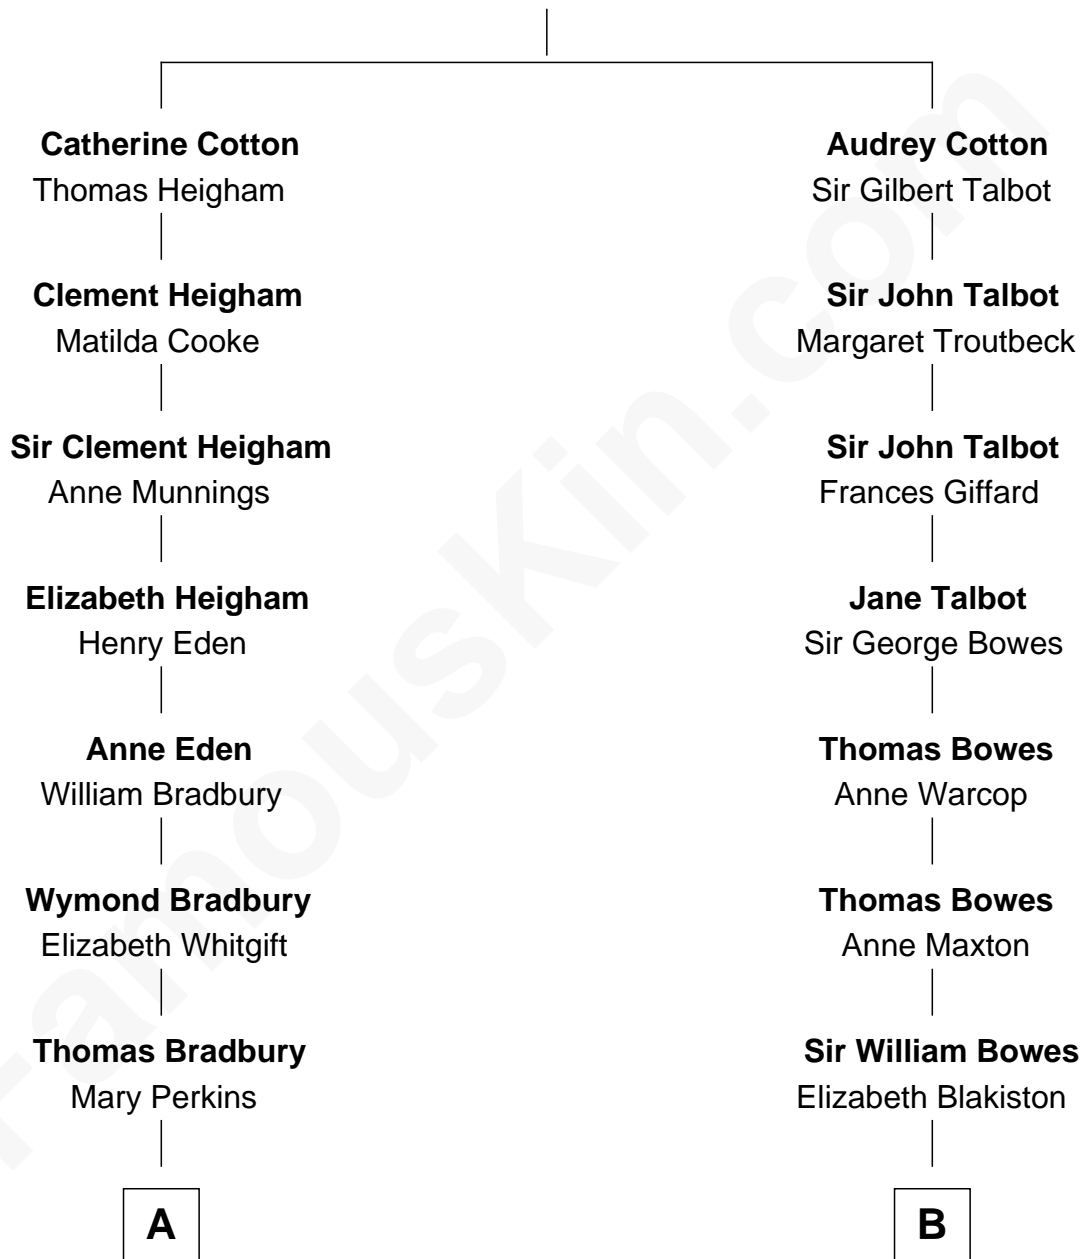 Catherine Cotton
Thomas Heigham
Clement Heigham
Matilda Cooke
Sir Clement Heigham
Anne Munnings
Elizabeth Heigham
Henry Eden
Anne Eden
William Bradbury
Wymond Bradbury
Elizabeth Whitgift
Thomas Bradbury
Mary Perkins
A
Audrey Cotton
Sir Gilbert Talbot
Sir John Talbot
Margaret Troutbeck
Sir John Talbot
Frances Giffard
Jane Talbot
Sir George Bowes
Thomas Bowes
Anne Warcop
Thomas Bowes
Anne Maxton
Sir William Bowes
Elizabeth Blakiston
B
FamousKin.com